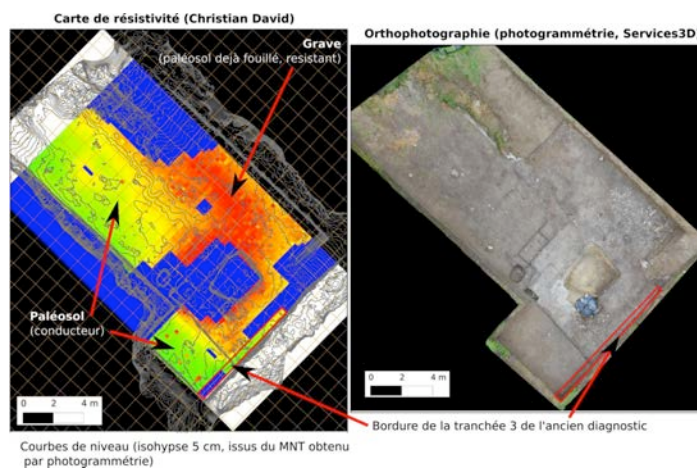 Carte de résistivité (Christian David)
Grave
(paléosol dejà fouillé, resistant)
Paléosol
(conducteur)
0 2 4 m
Courbes de niveau (isohypse 5 cm, issus du MNT obtenu
par photogrammétrie)
Orthophotographie (photogrammétrie, Services3D)
0 2 4 m
Bordure de la tranchée 3 de l'ancien diagnostic